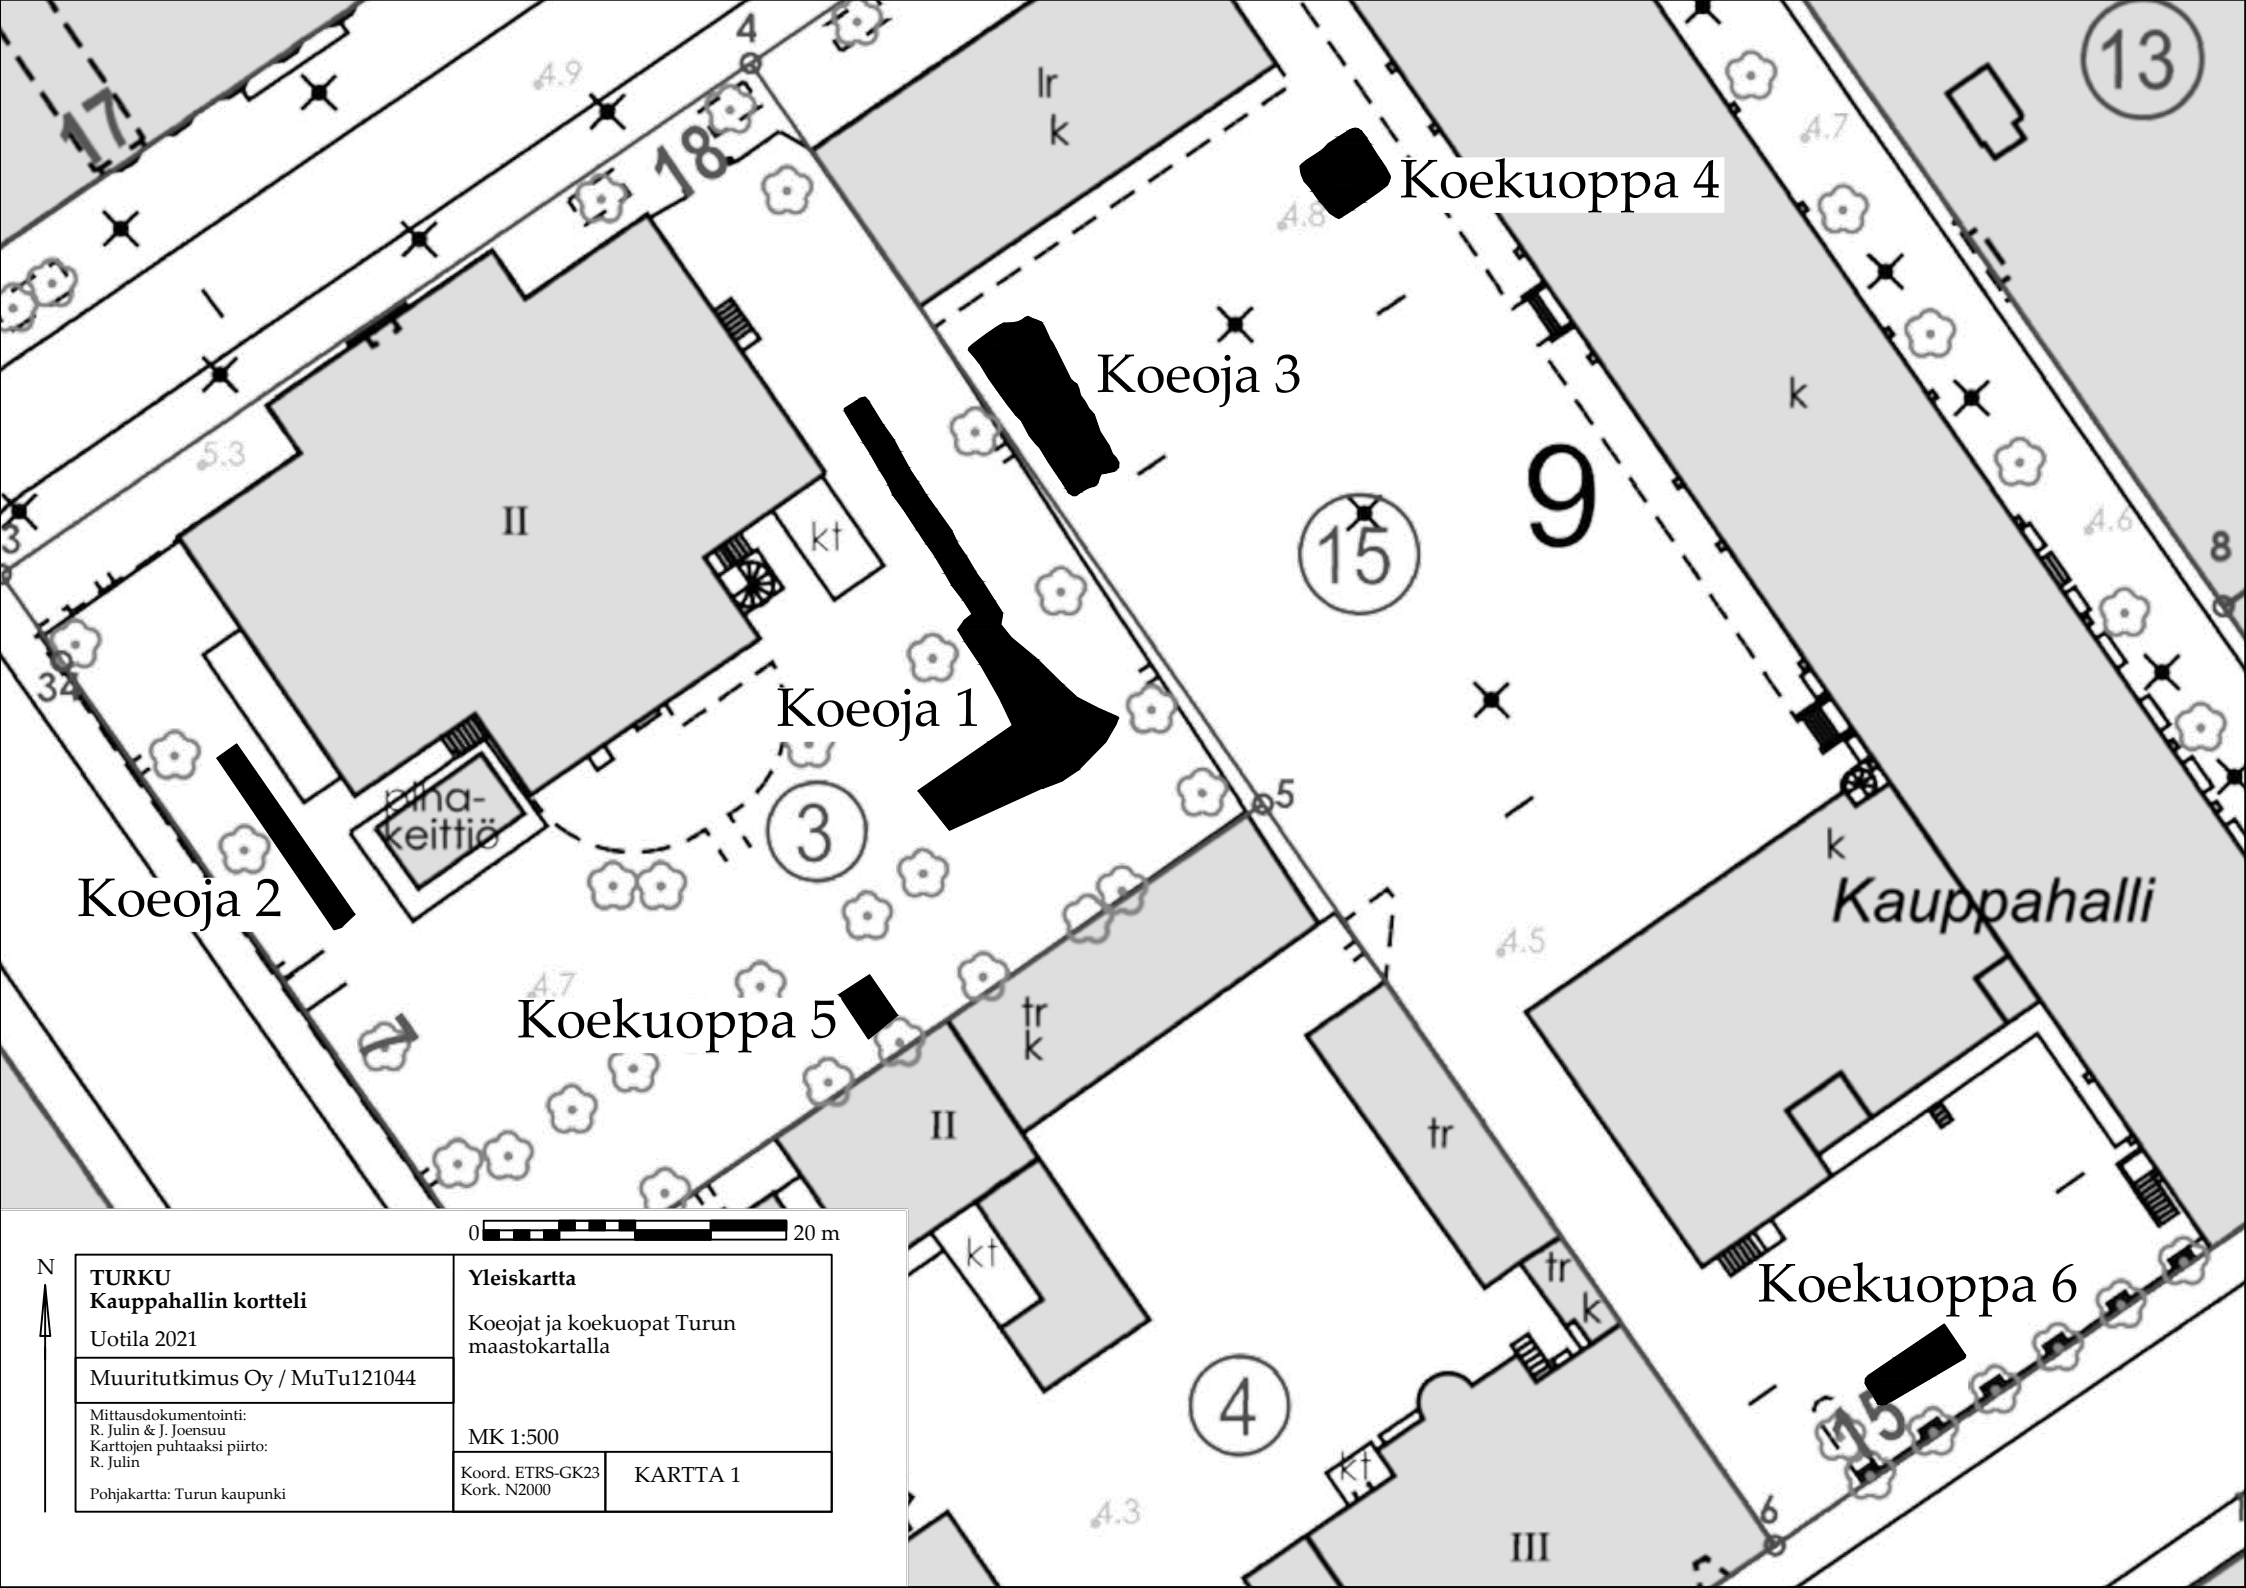 4
13
17
4.9
lr
k
18
4.7
Koekuoppa 4
4.8
Koeoja 3
k
5.3
9
3
II
kt
15
4.6
8
34
Koeoja 1
piha-
keittiö
3
5
k
Kauppahalli
Koeoja 2
4.5
4.7
Koekuoppa 5
1
tr
k
II
tr
kt
tr
k
Koekuoppa 6
15
4
kt
4.3
6
III
0 20 m
N
TURKU
Kauppahallin kortteli
Uotila 2021
Muuritutkimus Oy / MuTu121044
Mittausdokumentointi:
R. Julin & J. Joensuu
Karttojen puhtaaksi piirto:
R. Julin
Pohjakartta: Turun kaupunki
Yleiskartta
Koeojat ja koekuopat Turun
maastokartalla
MK 1:500
Koord. ETRS-GK23
Kork. N2000
KARTTA 1